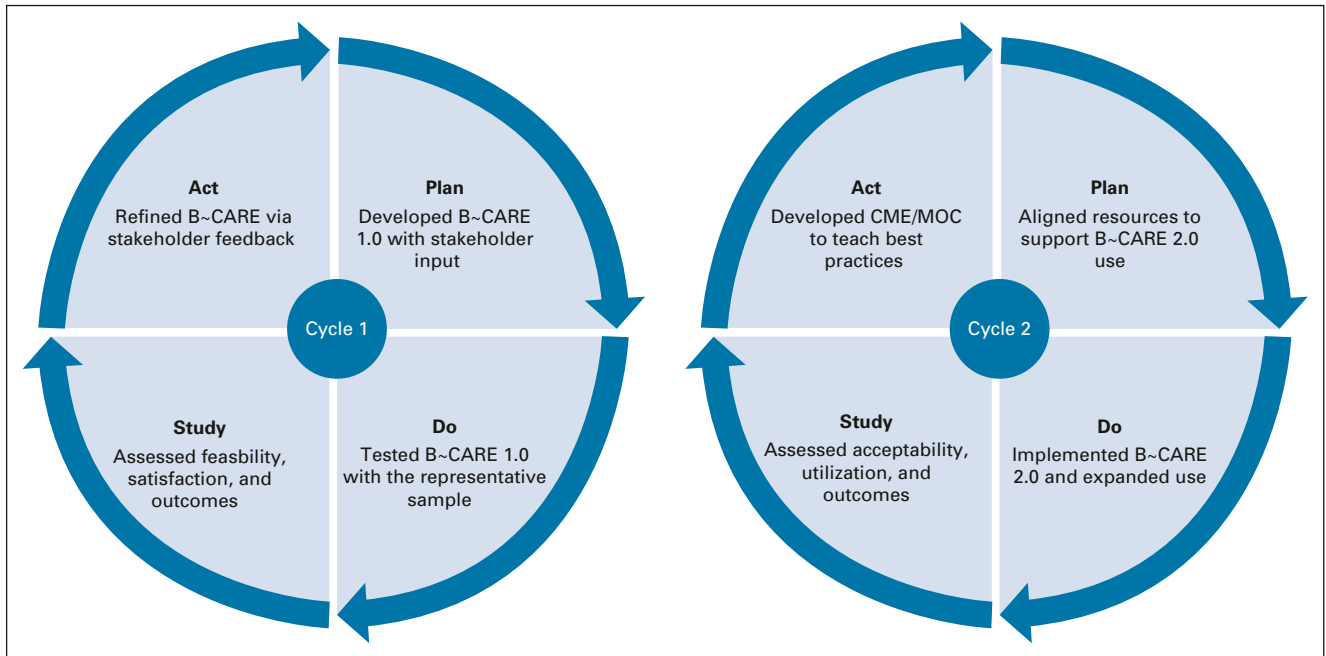 Act
Refined B~CARE via
stakeholder feedback
Plan
Developed B~CARE
1.0 with stakeholder
input
Cycle 1
Study
Assessed feasbility,
satisfaction, and
outcomes
Do
Tested B~CARE 1.0
with the representative
sample
Act
Developed CME/MOC
to teach best
practices
Plan
Aligned resources to
support B~CARE 2.0
use
Cycle 2
Study
Assessed acceptability,
utilization, and
outcomes
Do
Implemented B~CARE
2.0 and expanded use